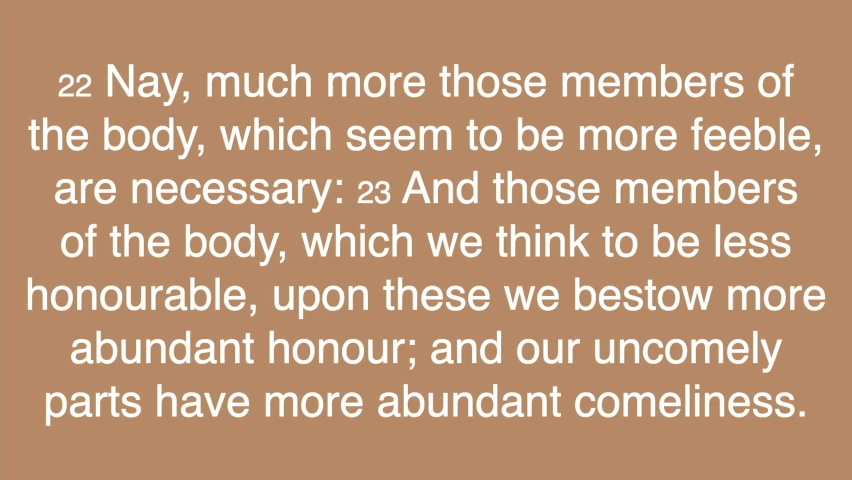 22 Nay, much more those members of
the body, which seem to be more feeble,
are necessary: 23 And those members
of the body, which we think to be less
honourable, upon these we bestow more
abundant honour; and our uncomely
parts have more abundant comeliness.